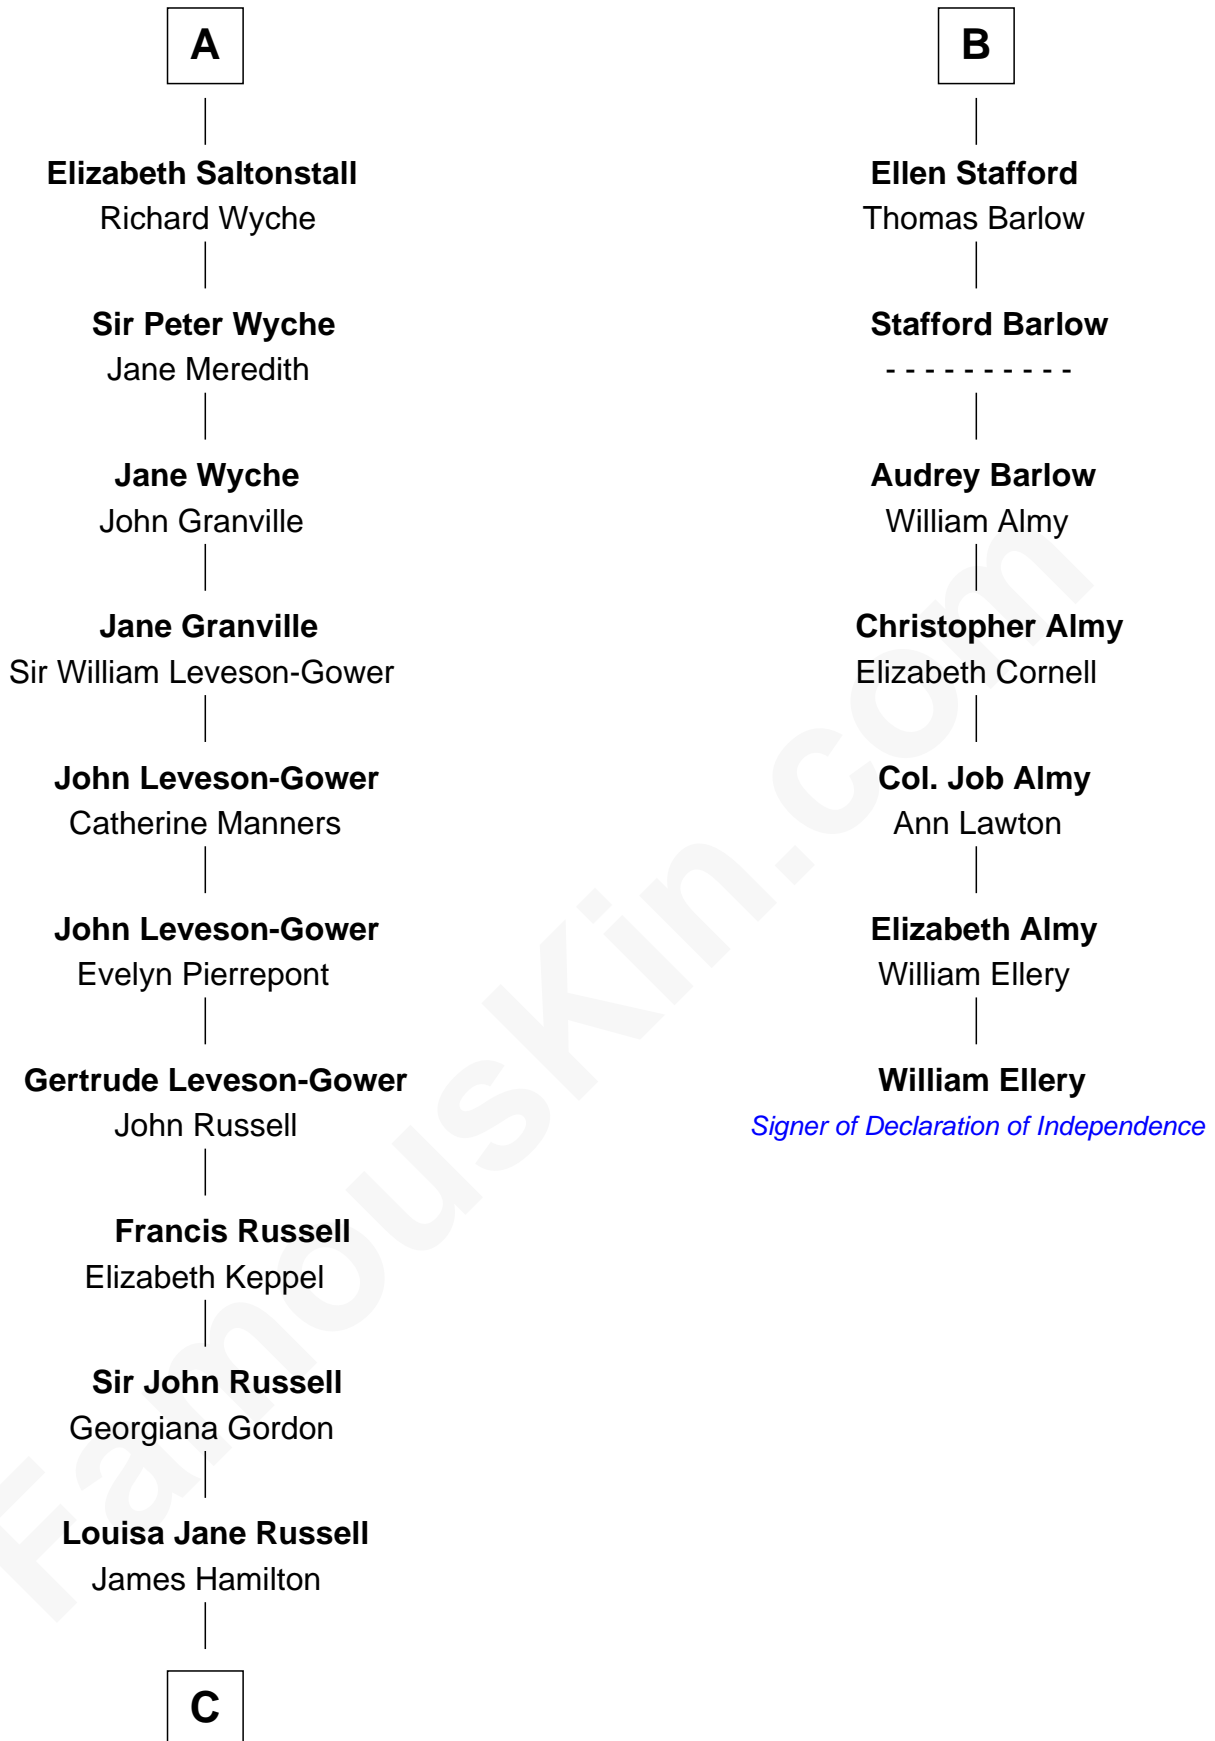 A
Elizabeth Saltonstall
Richard Wyche
Sir Peter Wyche
Jane Meredith
Jane Wyche
John Granville
Jane Granville
Sir William Leveson-Gower
John Leveson-Gower
Catherine Manners
John Leveson-Gower
Evelyn Pierrepont
Gertrude Leveson-Gower
John Russell
Francis Russell
Elizabeth Keppel
Sir John Russell
Georgiana Gordon
Louisa Jane Russell
James Hamilton
C
B
Ellen Stafford
Thomas Barlow
Stafford Barlow
- - - - - - - - - -
Audrey Barlow
William Almy
Christopher Almy
Elizabeth Cornell
Col. Job Almy
Ann Lawton
Elizabeth Almy
William Ellery
William Ellery
Signer of Declaration of Independence
FamousKin.com